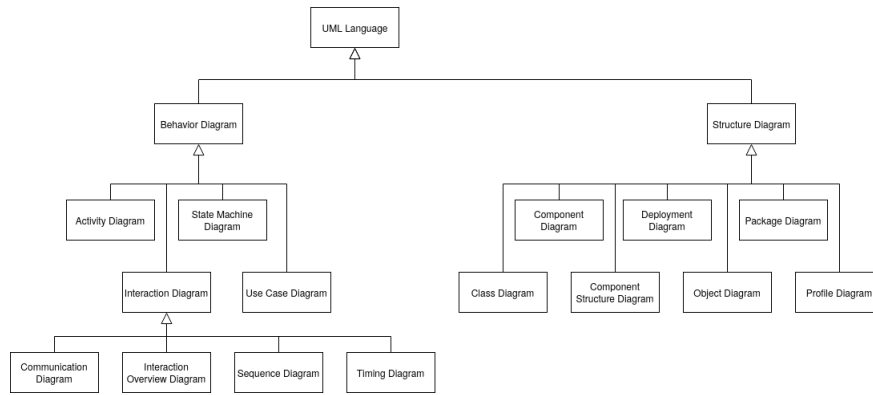 UML Language
Behavior Diagram
Structure Diagram
Activity Diagram
State Machine
Diagram
Component
Diagram
Deployment
Diagram
Package Diagram
Interaction Diagram
Use Case Diagram
Class Diagram
Component
Structure Diagram
Object Diagram
Profile Diagram
Communication
Diagram
Interaction
Overview Diagram
Sequence Diagram
Timing Diagram